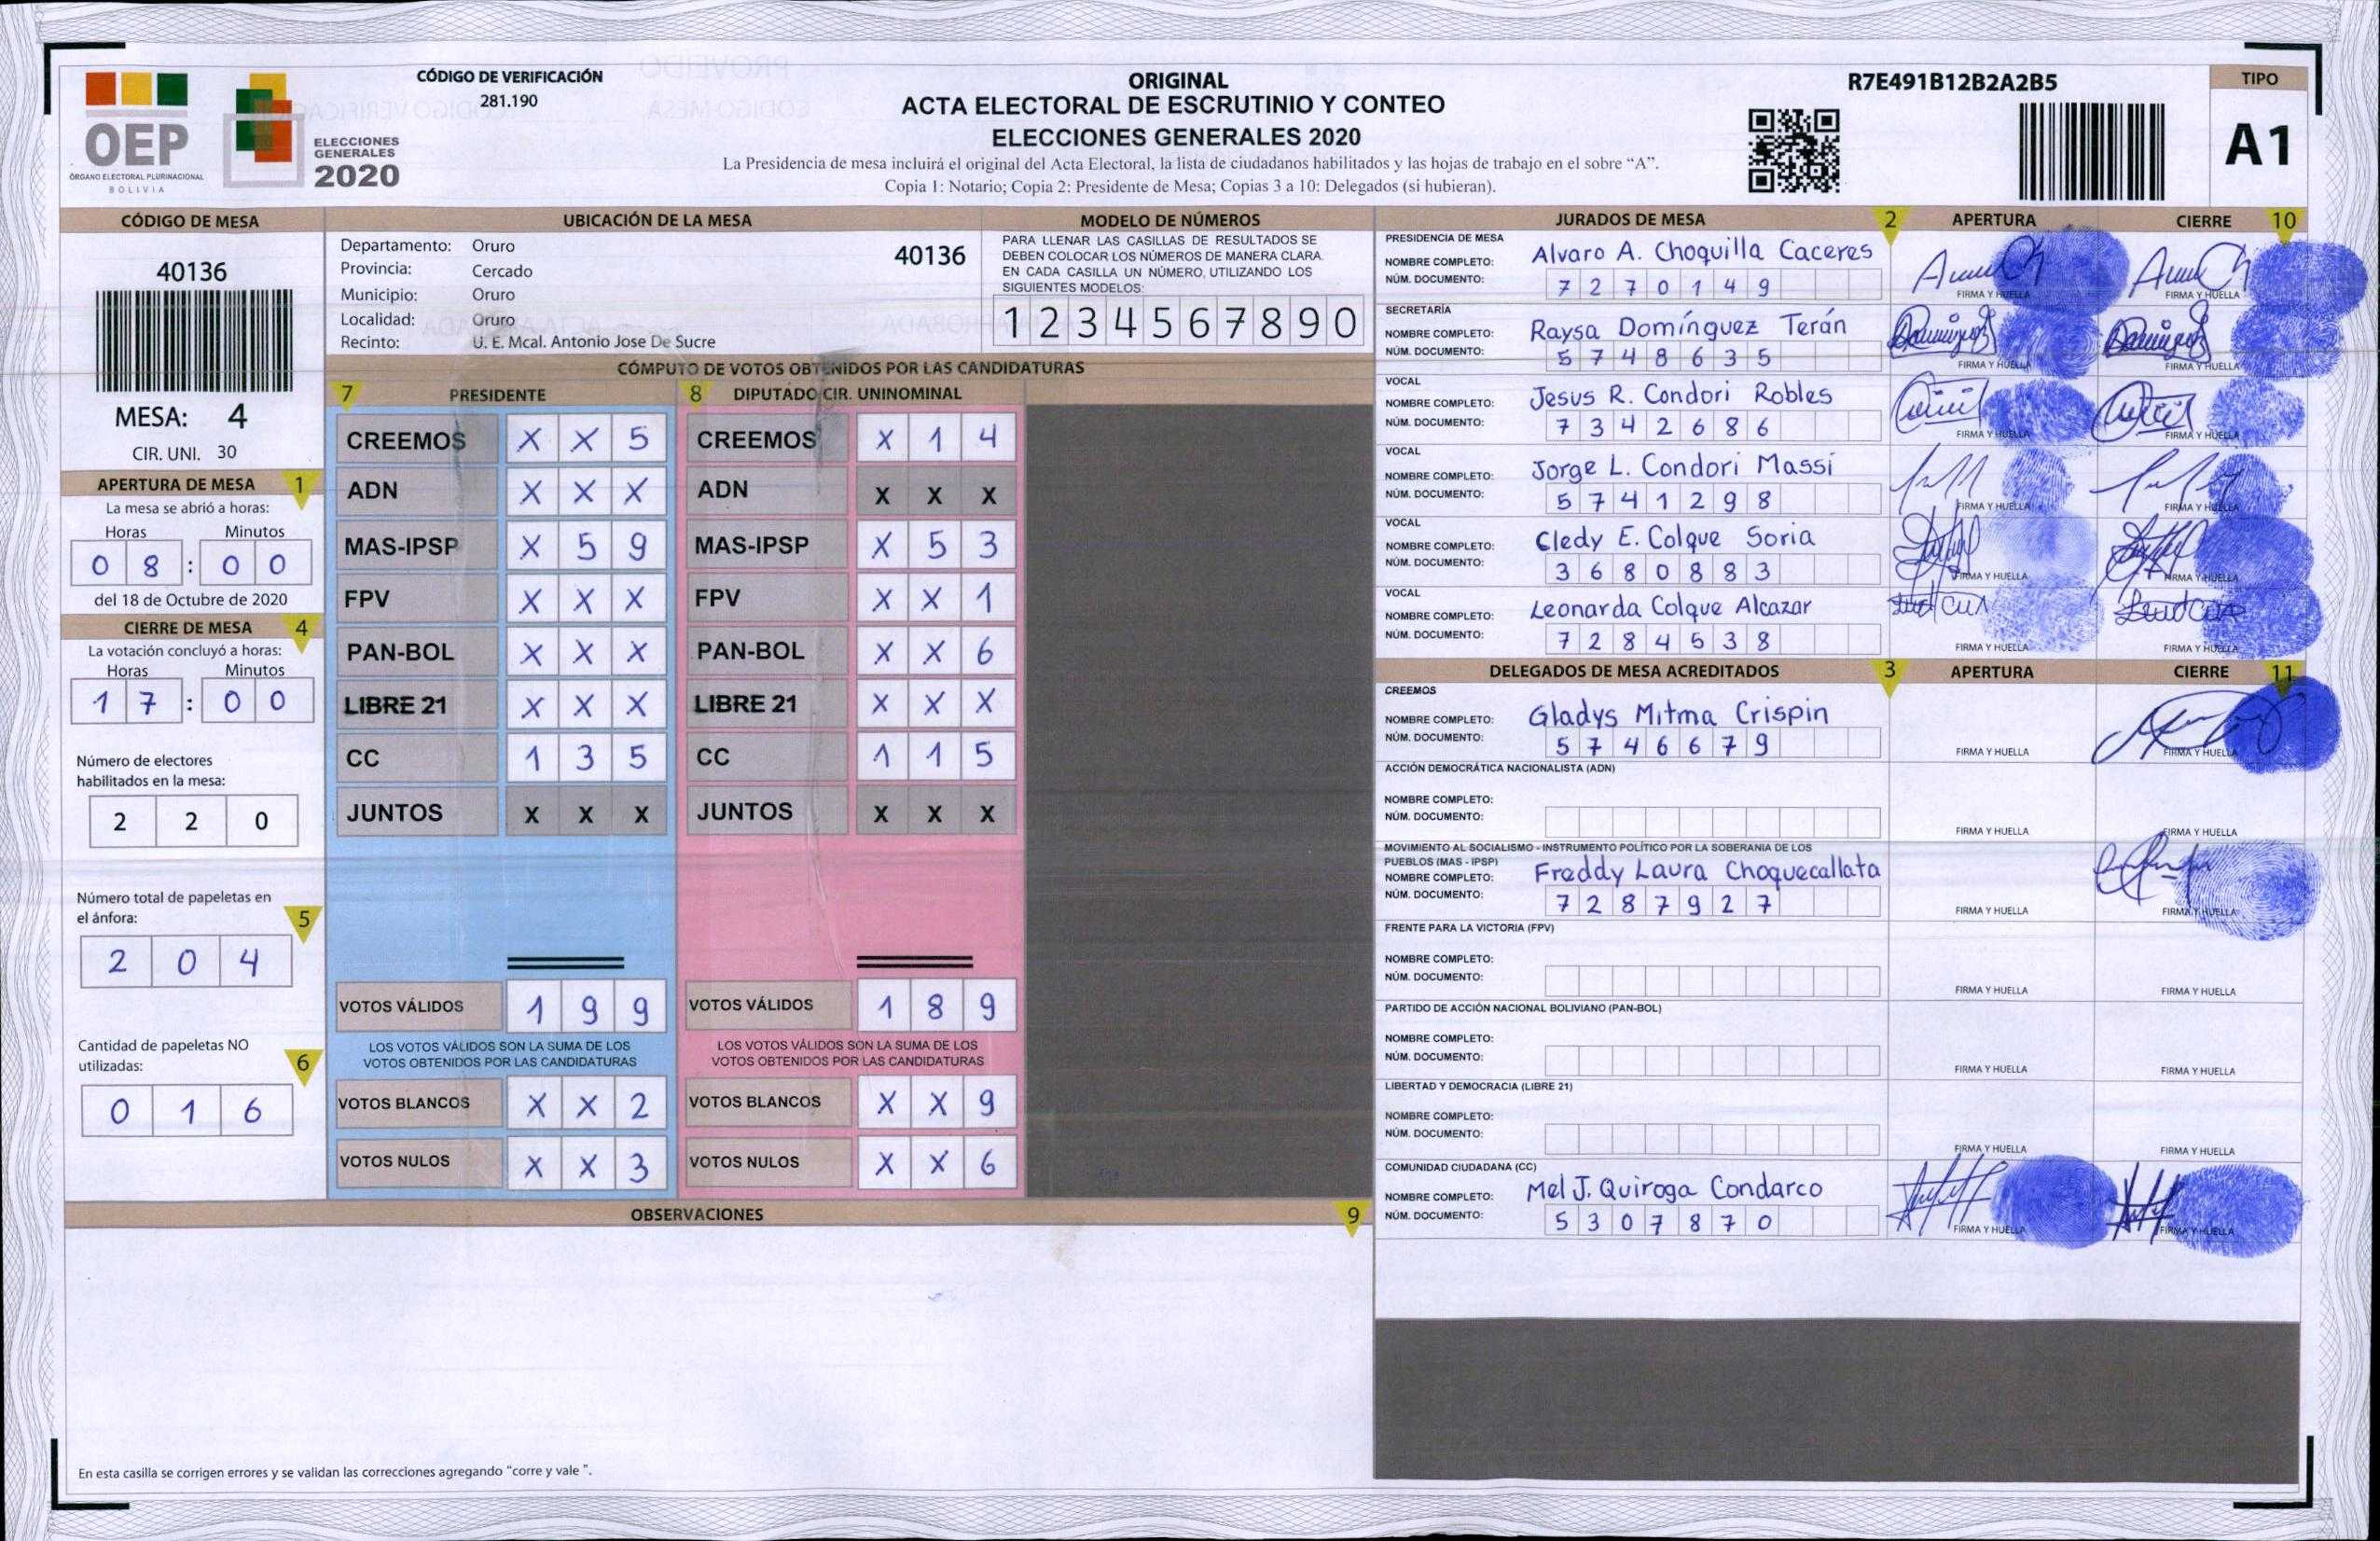 CÓDIGO DE VERIFICACIÓN
281.190
OEP
ÓRGANO ELECTORAL PLURINACIONAL
BOLIVIA
ELECCIONES
GENERALES
2020
ORIGINAL
ACTA ELECTORAL DE ESCRUTINIO Y CONTEO
ELECCIONES GENERALES 2020
La Presidencia de mesa incluirá el original del Acta Electoral, la lista de ciudadanos habilitados y las hojas de trabajo en el sobre “A”.
Copia 1: Notario; Copia 2: Presidente de Mesa; Copias 3 a 10: Delegados (si hubieran).
R7E491B12B2A2B5
TIPO
A1
CÓDIGO DE MESA
40136
MESA: 4
CIR. UNI. 30
APERTURA DE MESA 1
La mesa se abrió a horas:
Horas Minutos
0 8 : 0 0
del 18 de Octubre de 2020
CIERRE DE MESA 4
La votación concluyó a horas:
Horas Minutos
1 7 : 0 0
Número de electores
habilitados en la mesa:
2 2 0
Número total de papeletas en
el ánfora: 5
2 0 4
Cantidad de papeletas NO
utilizadas: 6
0 1 6
UBICACIÓN DE LA MESA
Departamento: Oruro
40136
Provincia: Cercado
Municipio: Oruro
Localidad: Oruro
Recinto: U. E. Mcal. Antonio Jose De Sucre
MODELO DE NÚMEROS
PARA LLENAR LAS CASILLAS DE RESULTADOS SE
DEBEN COLOCAR LOS NÚMEROS DE MANERA CLARA.
EN CADA CASILLA UN NÚMERO, UTILIZANDO LOS
SIGUIENTES MODELOS:
1 2 3 4 5 6 7 8 9 0
CÓMPUTO DE VOTOS OBTENIDOS POR LAS CANDIDATURAS
7 PRESIDENTE
CREEMOS X X 5
ADN X X X
MAS-IPSP X 5 9
FPV X X X
PAN-BOL X X X
LIBRE 21 X X X
CC 1 3 5
JUNTOS X X X
VOTOS VÁLIDOS 1 9 9
LOS VOTOS VÁLIDOS SON LA SUMA DE LOS
VOTOS OBTENIDOS POR LAS CANDIDATURAS
VOTOS BLANCOS X X 2
VOTOS NULOS X X 3
8 DIPUTADO CIR. UNINOMINAL
CREEMOS X 1 4
ADN X X X
MAS-IPSP X 5 3
FPV X X 1
PAN-BOL X X 6
LIBRE 21 X X X
CC 1 1 5
JUNTOS X X X
VOTOS VÁLIDOS 1 8 9
LOS VOTOS VÁLIDOS SON LA SUMA DE LOS
VOTOS OBTENIDOS POR LAS CANDIDATURAS
VOTOS BLANCOS X X 9
VOTOS NULOS X X 6
OBSERVACIONES 9
En esta casilla se corrigen errores y se validan las correcciones agregando “corre y vale ”.
JURADOS DE MESA 2 APERTURA CIERRE 10
PRESIDENCIA DE MESA
NOMBRE COMPLETO: Alvaro A. Choquilla Caceres
NÚM. DOCUMENTO: 7 2 7 0 1 4 9
FIRMA Y HUELLA FIRMA Y HUELLA
SECRETARÍA
NOMBRE COMPLETO: Raysa Domínguez Terán
NÚM. DOCUMENTO: 5 7 4 8 6 3 5
FIRMA Y HUELLA FIRMA Y HUELLA
VOCAL
NOMBRE COMPLETO: Jesus R. Condori Robles
NÚM. DOCUMENTO: 7 3 4 2 6 8 6
FIRMA Y HUELLA FIRMA Y HUELLA
VOCAL
NOMBRE COMPLETO: Jorge L. Condori Massi
NÚM. DOCUMENTO: 5 7 4 1 2 9 8
FIRMA Y HUELLA FIRMA Y HUELLA
VOCAL
NOMBRE COMPLETO: Cledy E. Colque Soria
NÚM. DOCUMENTO: 3 6 8 0 8 8 3
FIRMA Y HUELLA FIRMA Y HUELLA
VOCAL
NOMBRE COMPLETO: Leonarda Colque Alcazar
NÚM. DOCUMENTO: 7 2 8 4 5 3 8
FIRMA Y HUELLA FIRMA Y HUELLA
DELEGADOS DE MESA ACREDITADOS 3 APERTURA CIERRE 11
CREEMOS
NOMBRE COMPLETO: Gladys Mitma Crispin
NÚM. DOCUMENTO: 5 7 4 6 6 7 9
FIRMA Y HUELLA FIRMA Y HUELLA
ACCIÓN DEMOCRÁTICA NACIONALISTA (ADN)
NOMBRE COMPLETO:
NÚM. DOCUMENTO:
FIRMA Y HUELLA FIRMA Y HUELLA
MOVIMIENTO AL SOCIALISMO - INSTRUMENTO POLÍTICO POR LA SOBERANIA DE LOS
PUEBLOS (MAS - IPSP)
NOMBRE COMPLETO: Freddy Laura Choquecallata
NÚM. DOCUMENTO: 7 2 8 7 9 2 7
FIRMA Y HUELLA FIRMA Y HUELLA
FRENTE PARA LA VICTORIA (FPV)
NOMBRE COMPLETO:
NÚM. DOCUMENTO:
FIRMA Y HUELLA FIRMA Y HUELLA
PARTIDO DE ACCIÓN NACIONAL BOLIVIANO (PAN-BOL)
NOMBRE COMPLETO:
NÚM. DOCUMENTO:
FIRMA Y HUELLA FIRMA Y HUELLA
LIBERTAD Y DEMOCRACIA (LIBRE 21)
NOMBRE COMPLETO:
NÚM. DOCUMENTO:
FIRMA Y HUELLA FIRMA Y HUELLA
COMUNIDAD CIUDADANA (CC)
NOMBRE COMPLETO: Mel J. Quiroga Condarco
NÚM. DOCUMENTO: 5 3 0 7 8 7 0
FIRMA Y HUELLA FIRMA Y HUELLA